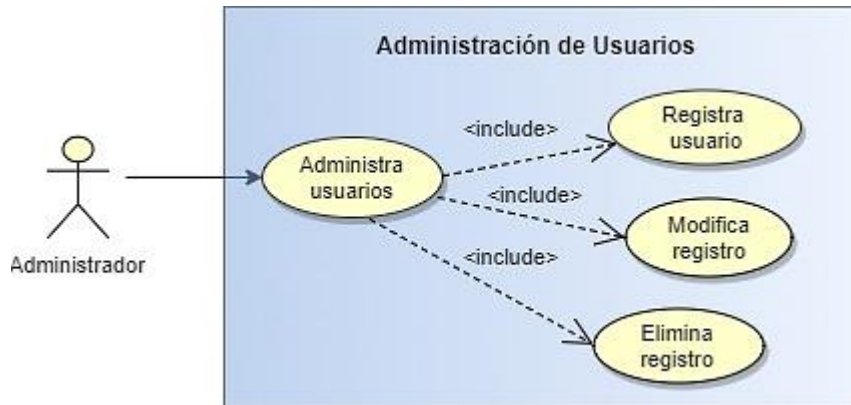 Administración de Usuarios
<include>
Registra
usuario
Administra
usuarios
<include>
Modifica
registro
Administrador
<include>
Elimina
registro